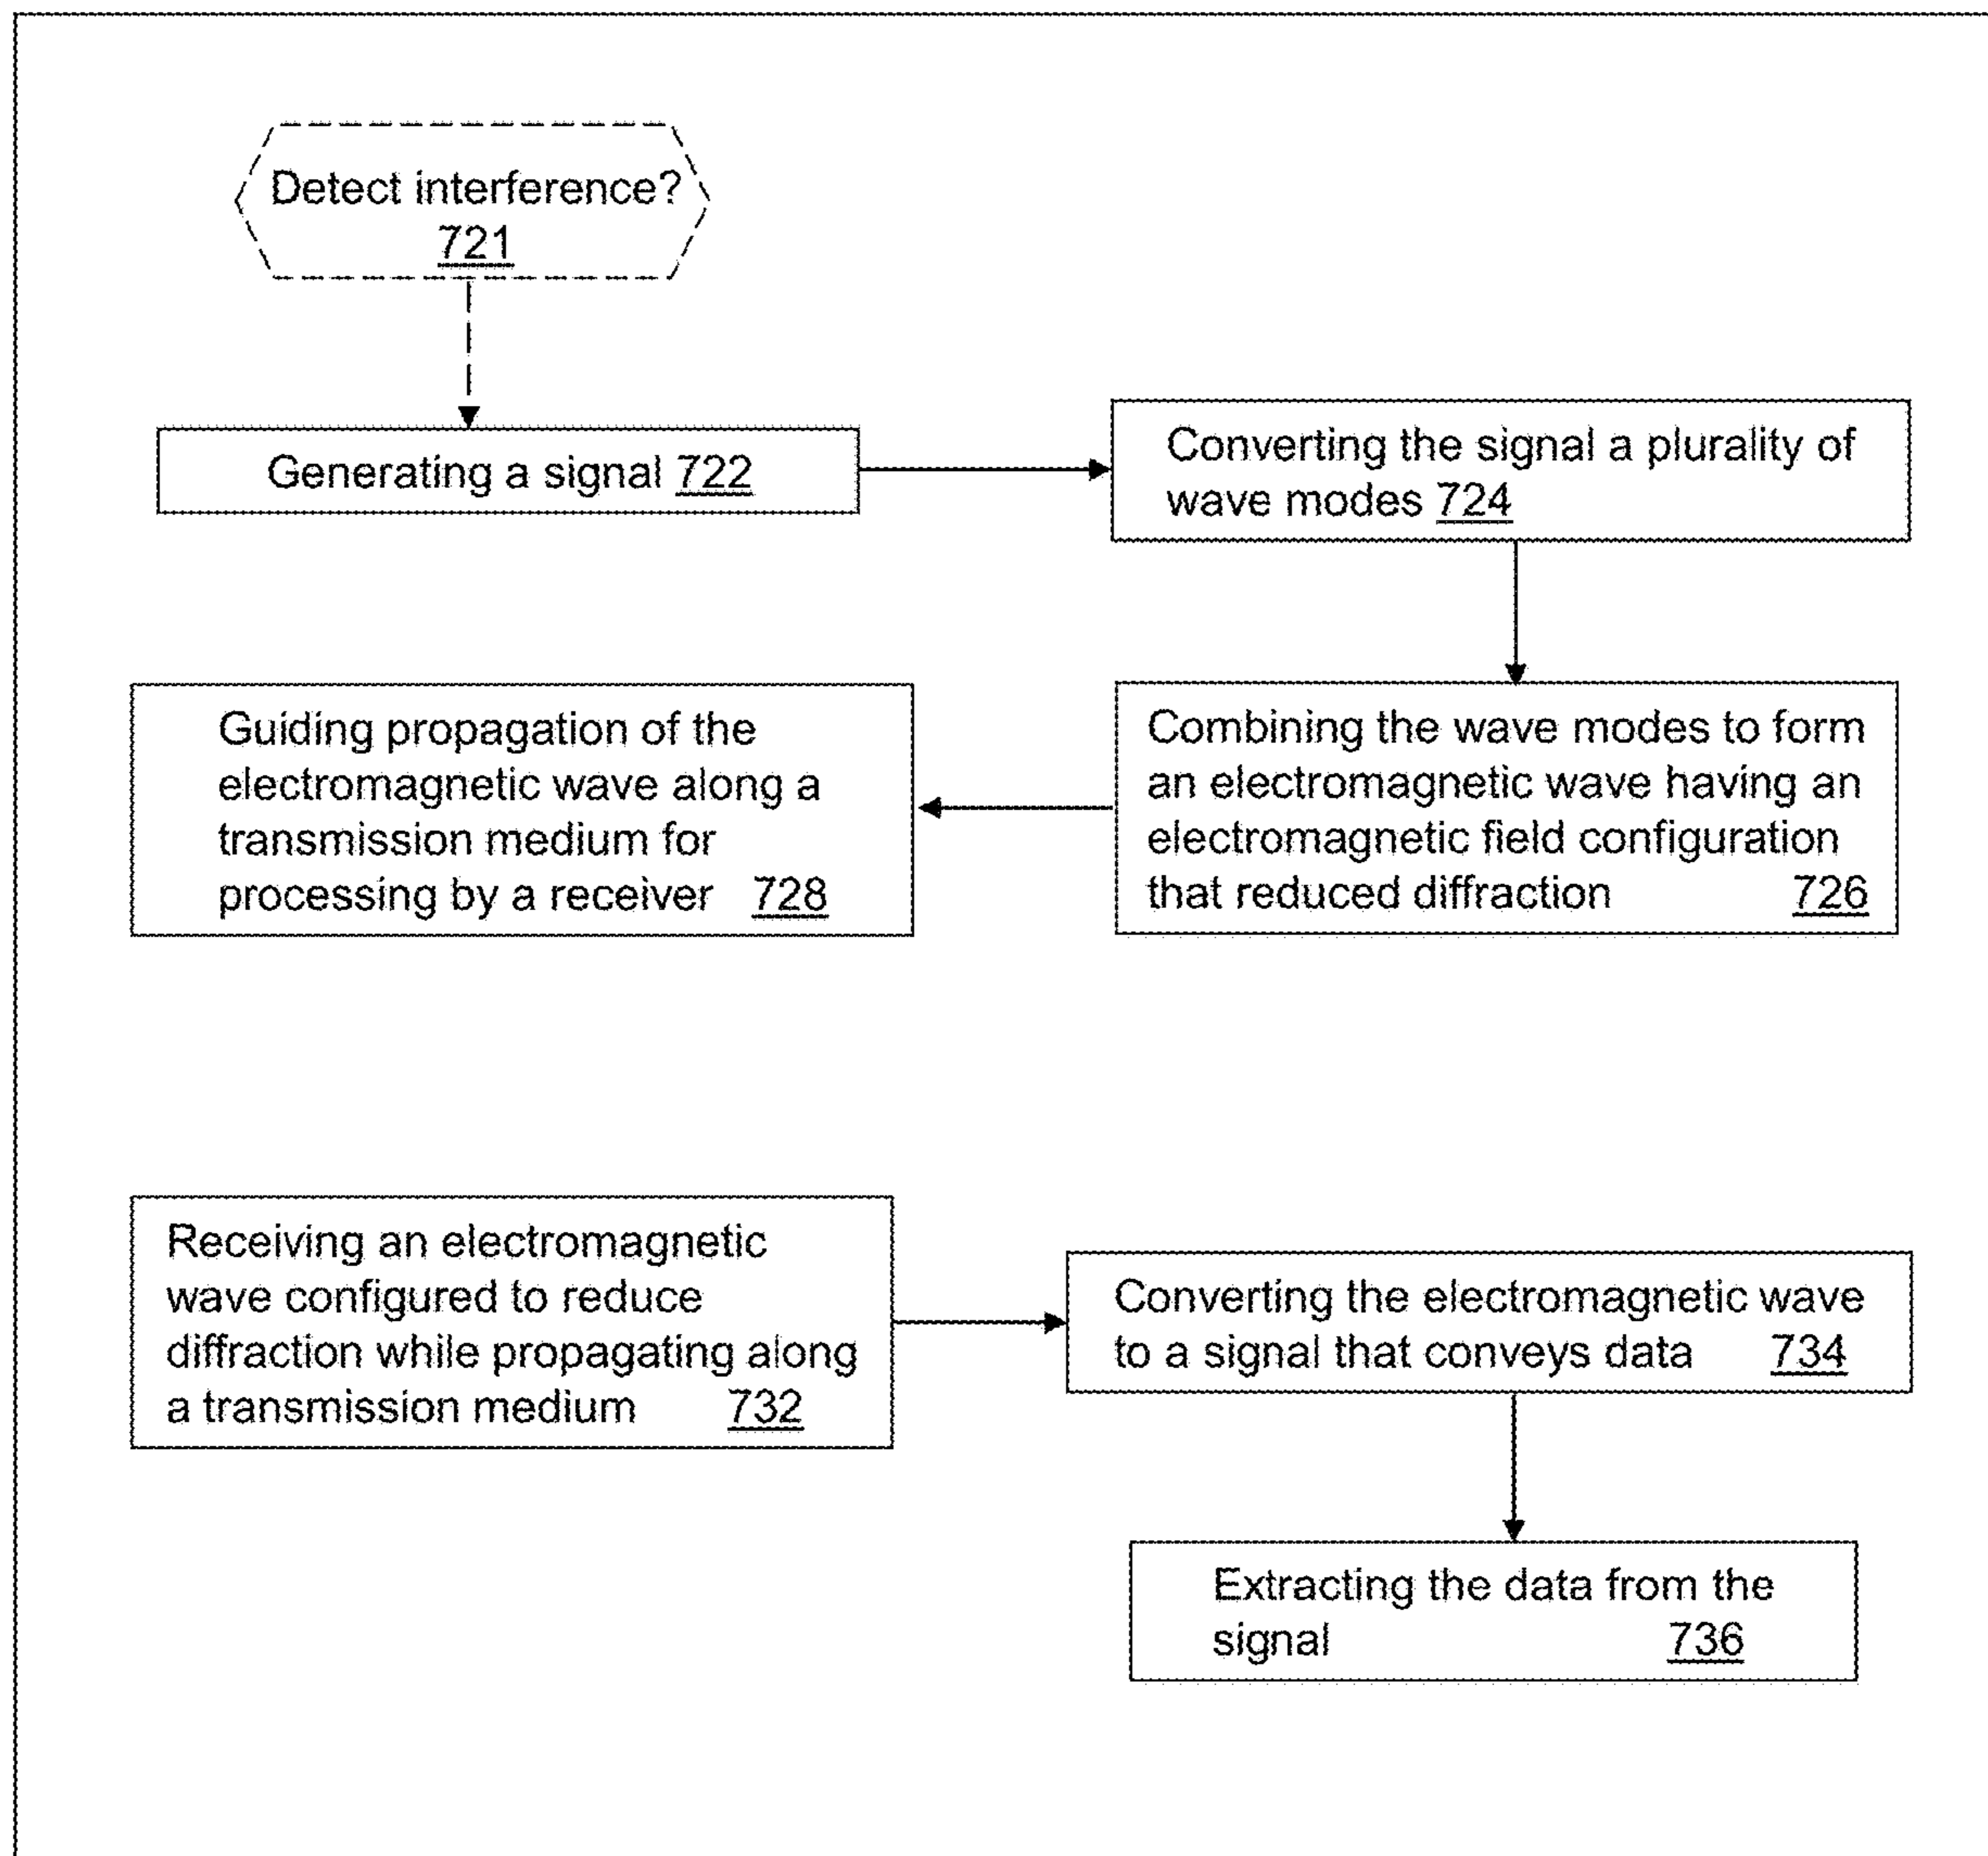 Detect interference?
721
Generating a signal 722
Converting the signal a plurality of
wave modes 724
Combining the wave modes to form
an electromagnetic wave having an
electromagnetic field configuration
that reduced diffraction 726
Guiding propagation of the
electromagnetic wave along a
transmission medium for
processing by a receiver 728
Receiving an electromagnetic
wave configured to reduce
diffraction while propagating along
a transmission medium 732
Converting the electromagnetic wave
to a signal that conveys data 734
Extracting the data from the
signal 736